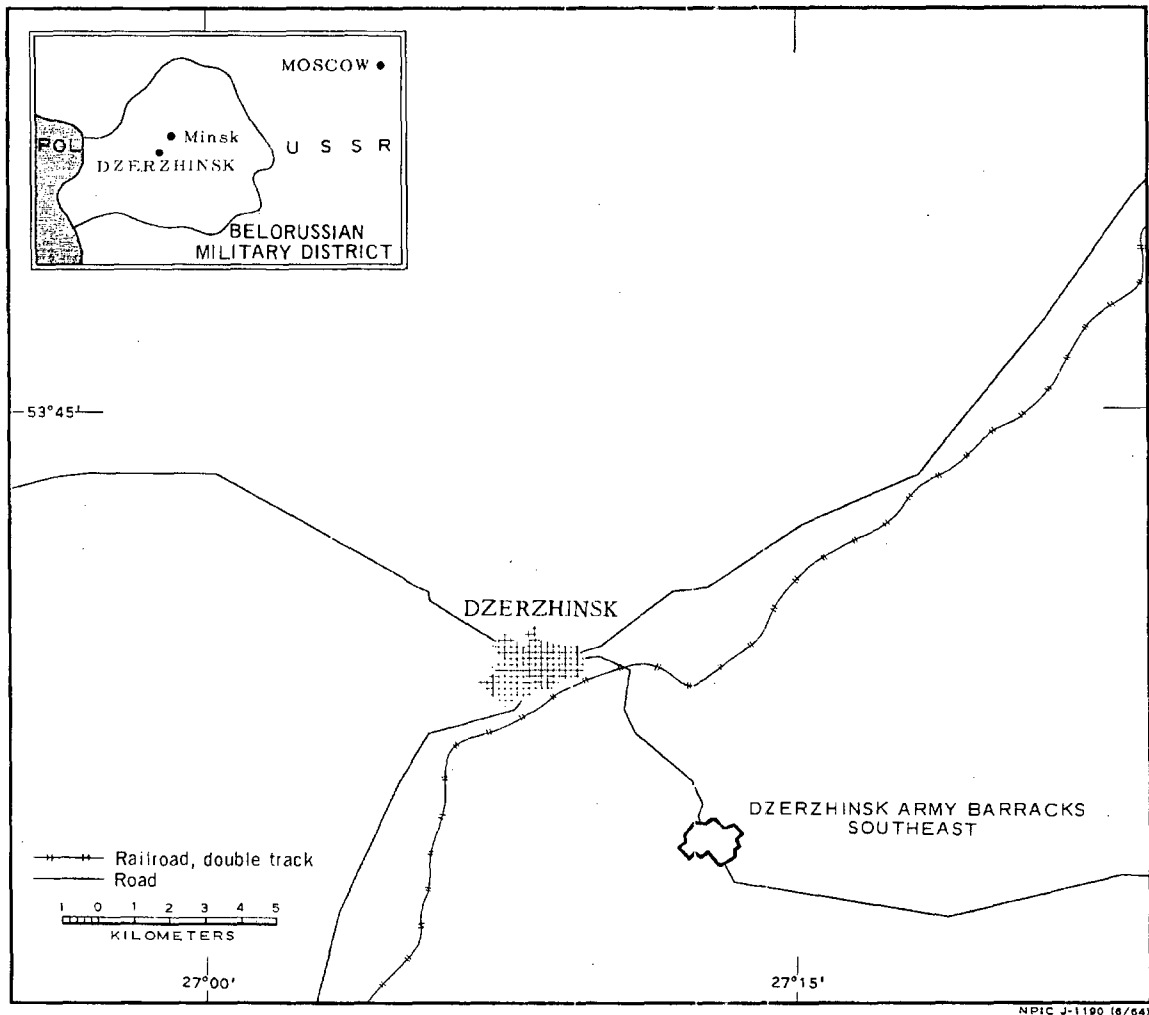 MOSCOW
POL
Minsk
DZERZHINSK
U S S R
BELORUSSIAN
MILITARY DISTRICT
53°45'
DZERZHINSK
DZERZHINSK ARMY BARRACKS
SOUTHEAST
Railroad, double track
Road
1 0 1 2 3 4 5
KILOMETERS
27°00'
27°15'
NPIC J-1190 (6/64)